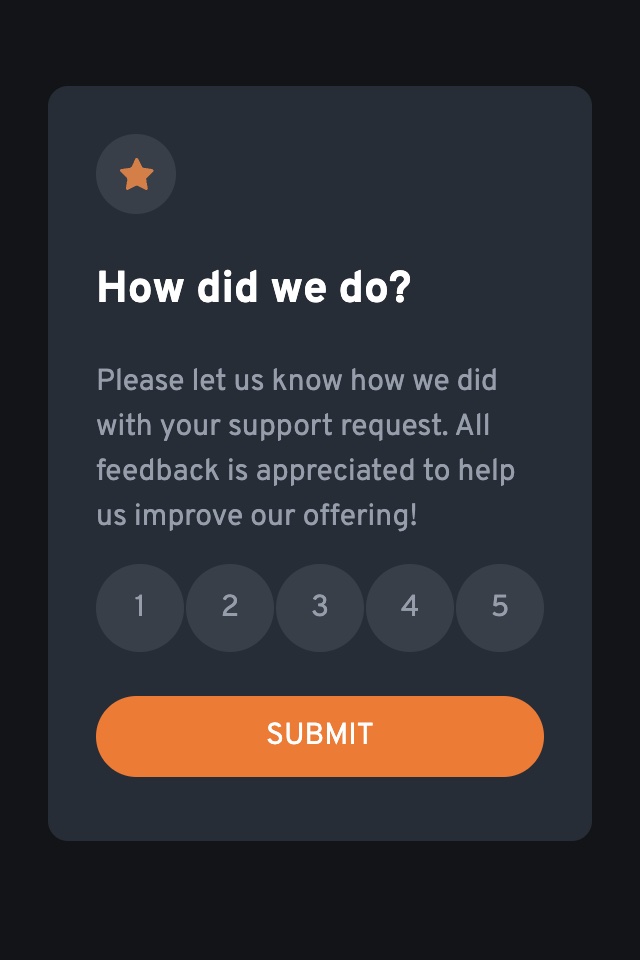 How did we do?
Please let us know how we did
with your support request. All
feedback is appreciated to help
us improve our offering!
1 2 3 4 5
SUBMIT